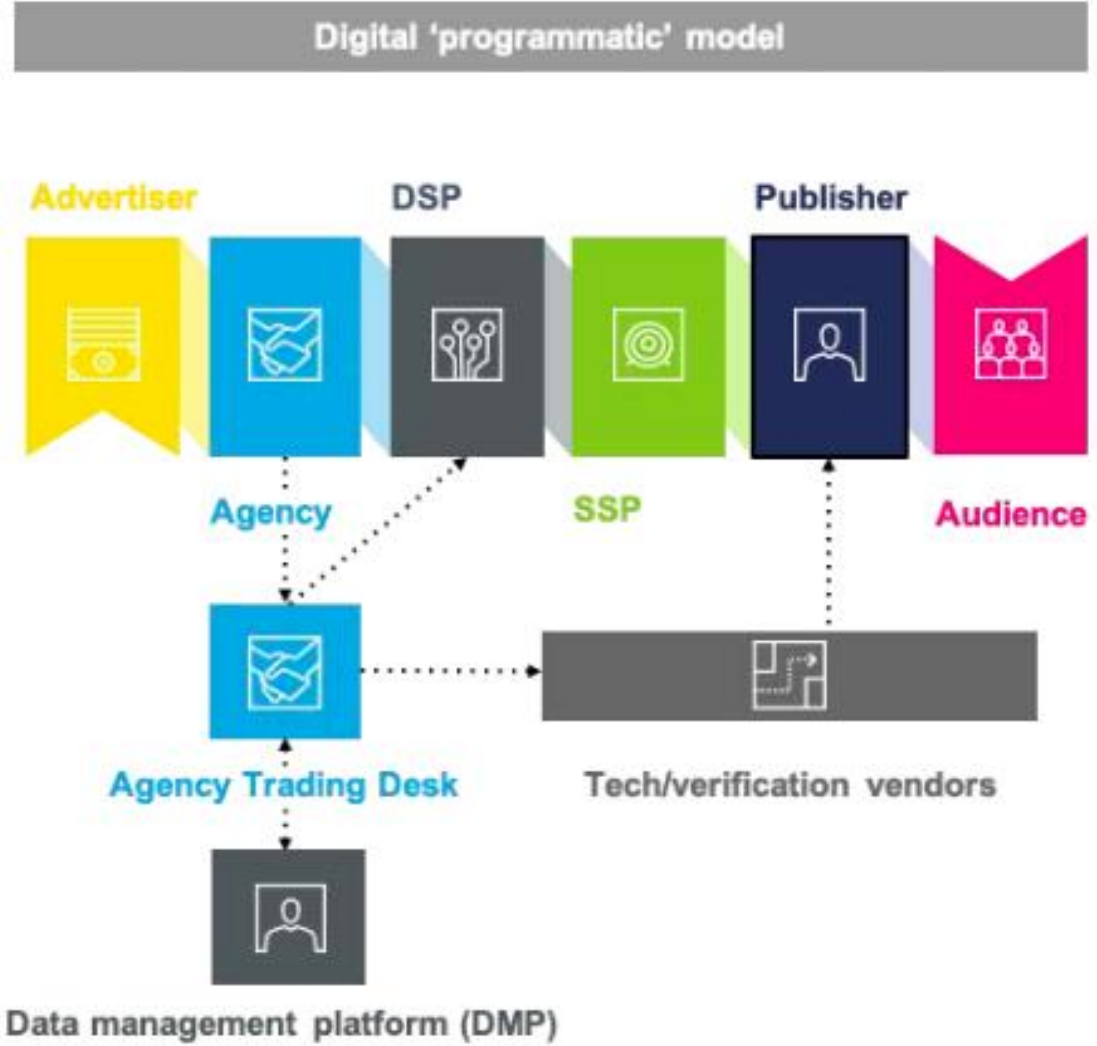 Digital ‘programmatic’ model
Advertiser
DSP
Publisher
Agency
SSP
Audience
Agency Trading Desk
Tech/verification vendors
Data management platform (DMP)